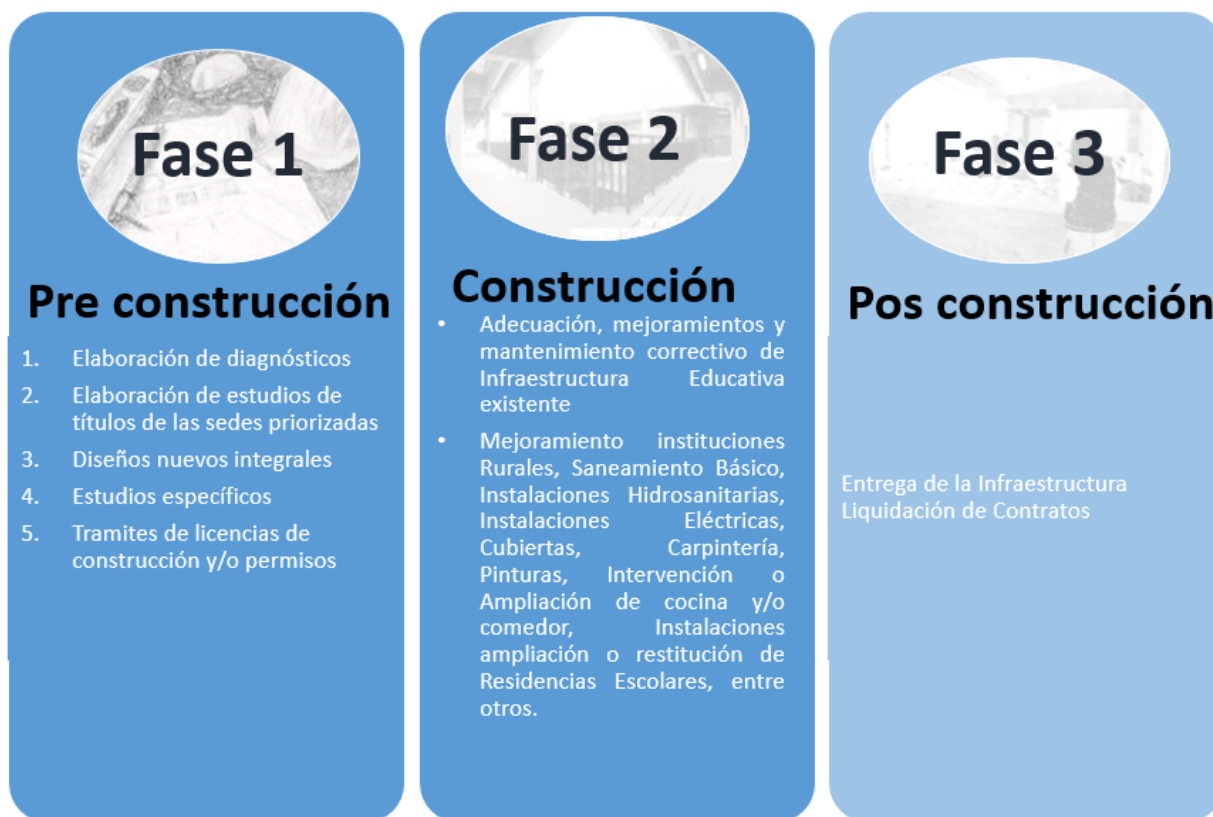 Fase 1
Pre construcción
1. Elaboración de diagnósticos
2. Elaboración de estudios de
títulos de las sedes priorizadas
3. Diseños nuevos integrales
4. Estudios específicos
5. Tramites de licencias de
construcción y/o permisos
Fase 2
Construcción
• Adecuación, mejoramientos y
mantenimiento correctivo de
Infraestructura Educativa
existente
• Mejoramiento instituciones
Rurales, Saneamiento Básico,
Instalaciones Hidrosanitarias,
Instalaciones Eléctricas,
Cubiertas, Carpintería,
Pinturas, Intervención o
Ampliación de cocina y/o
comedor, Instalaciones
ampliación o restitución de
Residencias Escolares, entre
otros.
Fase 3
Pos construcción
Entrega de la Infraestructura
Liquidación de Contratos